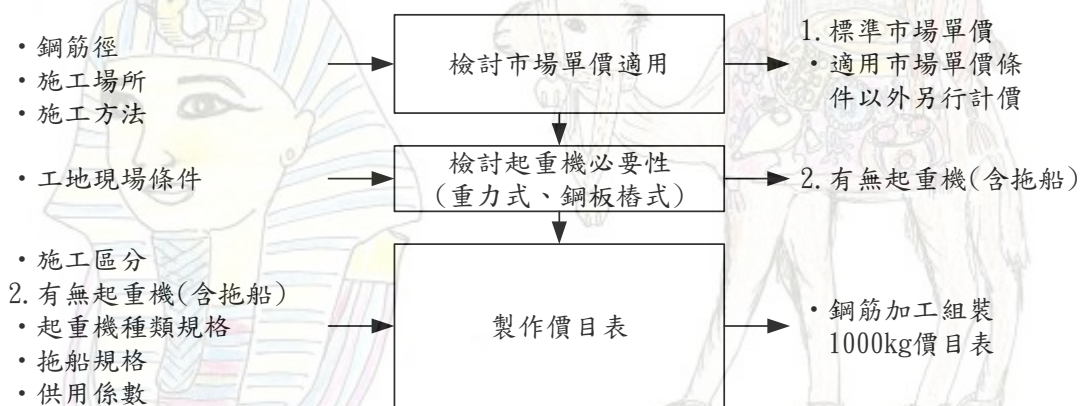 ・鋼筋徑
・施工場所
・施工方法
檢討市場單價適用
1.標準市場單價
・適用市場單價條
件以外另行計價
・工地現場條件
檢討起重機必要性
(重力式、鋼板樁式)
2.有無起重機(含拖船)
・施工區分
2.有無起重機(含拖船)
・起重機種類規格
・拖船規格
・供用係數
製作價目表
・鋼筋加工組裝
1000kg價目表